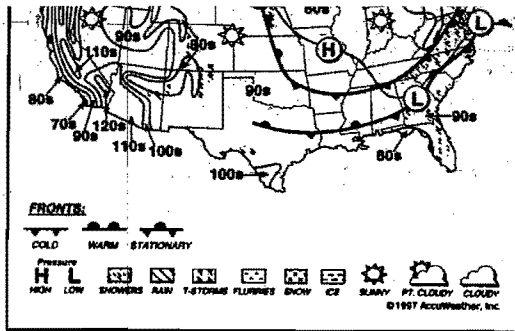 80s
90s
80s
110s
H
L
L
90s
80s
90s
70s
120s
90s
80s
110s
100s
100s
FRONTS:
COLD WARM STATIONARY
Pressure
H L
HIGH LOW SHOWERS RAIN T-STORMS FLURRIES SNOW ICE SUNNY PT. CLOUDY CLOUDY
©1997 AccuWeather, Inc.